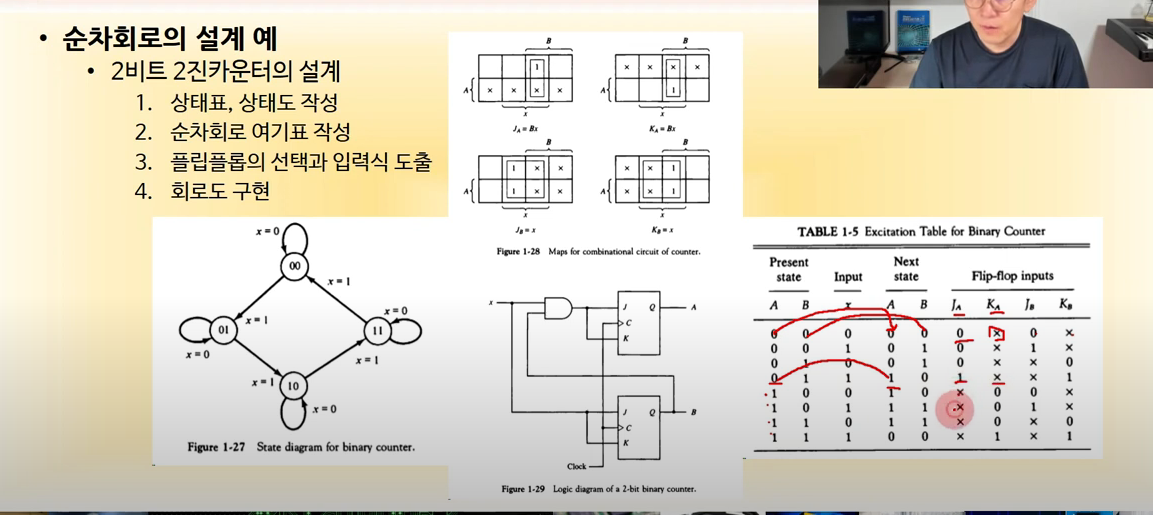 • 순차회로의 설계 예
• 2비트 2진카운터의 설계
1. 상태표, 상태도 작성
2. 순차회로 여기표 작성
3. 플립플롭의 선택과 입력식 도출
4. 회로도 구현
x = 0
00
x = 1
x = 0
01
x = 1
11
x = 0
x = 1
x = 1
10
x = 0
Figure 1-27 State diagram for binary counter.
B
1
A
× × × ×
x
J_A = Bx
B
× × × ×
A
1
x
K_A = Bx
B
1 × ×
A
1 × ×
x
J_B = x
B
× × 1
A
× × 1
x
K_B = x
Figure 1-28 Maps for combinational circuit of counter.
x
J Q A
C
K
J Q B
C
K
Clock
Figure 1-29 Logic diagram of a 2-bit binary counter.
TABLE 1-5 Excitation Table for Binary Counter
Present state Input Next state Flip-flop inputs
A B x A B J_A K_A J_B K_B
0 0 0 0 0 0 × 0 ×
0 0 1 0 1 0 × 1 ×
0 1 0 0 1 0 × × 0
0 1 1 1 0 1 × × 1
1 0 0 1 0 × 0 0 ×
1 0 1 1 1 × 0 1 ×
1 1 0 1 1 × 0 × 0
1 1 1 0 0 × 1 × 1